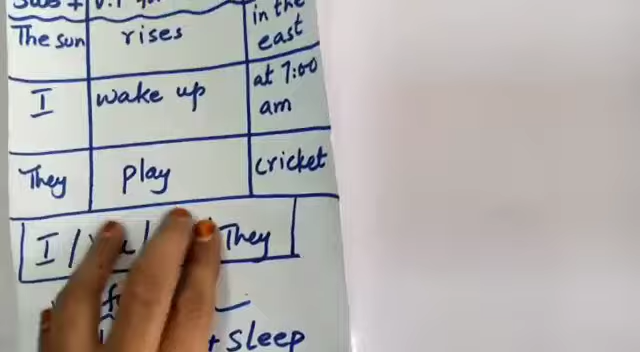 The sun rises in the east
I wake up at 7:00 am
They play cricket
I / They
+ Sleep